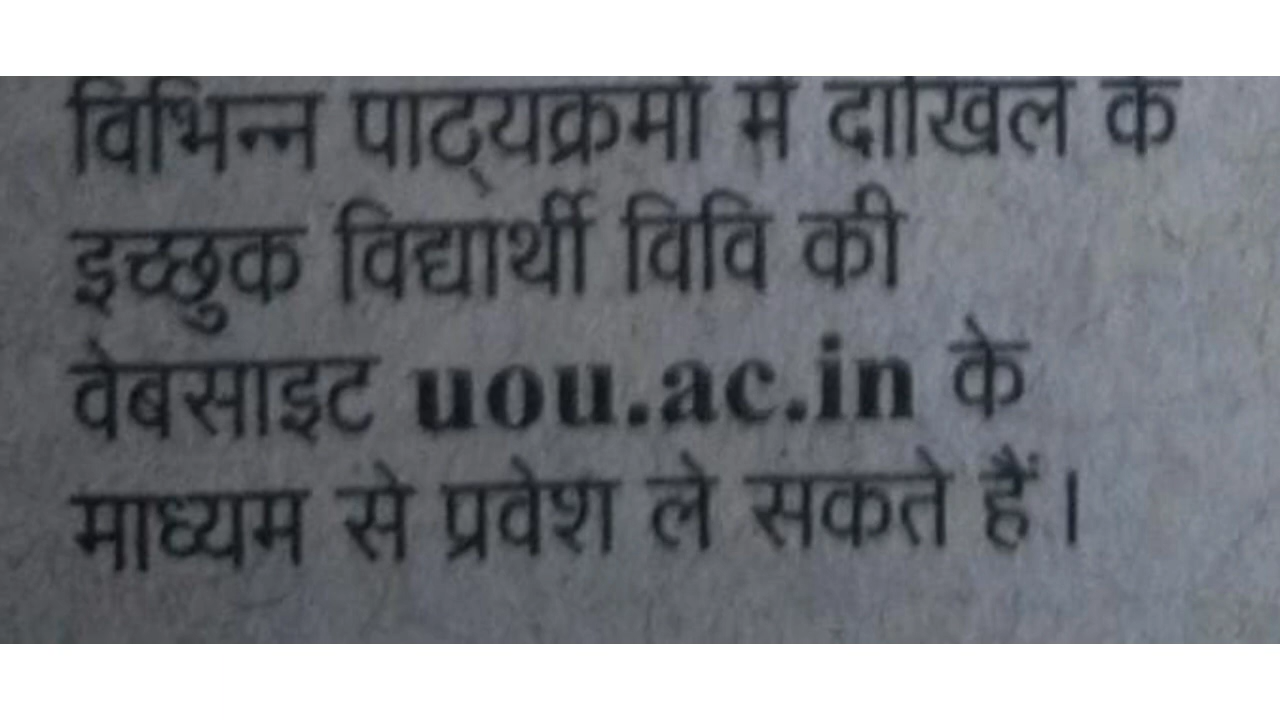 विभिन्न पाठ्यक्रमों में दाखिले के
इच्छुक विद्यार्थी विवि की
वेबसाइट uou.ac.in के
माध्यम से प्रवेश ले सकते हैं।